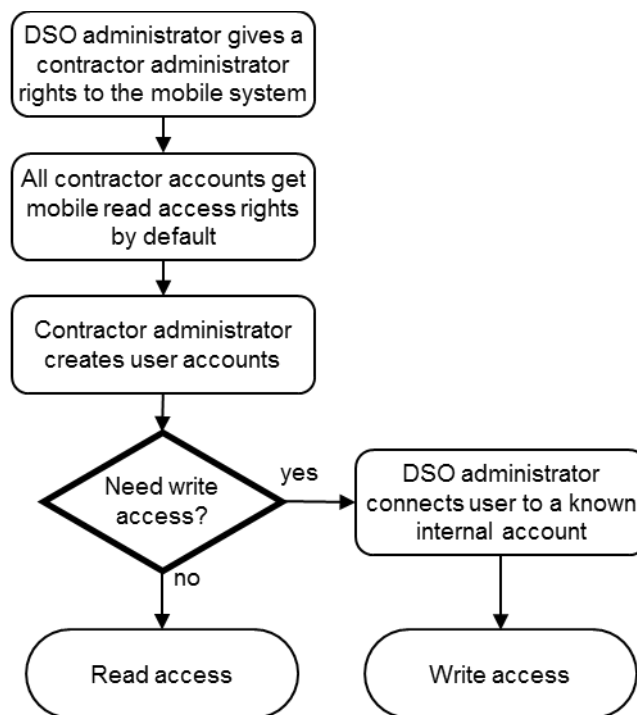 DSO administrator gives a
contractor administrator
rights to the mobile system
All contractor accounts get
mobile read access rights
by default
Contractor administrator
creates user accounts
Need write
access?
yes
DSO administrator
connects user to a known
internal account
no
Read access
Write access